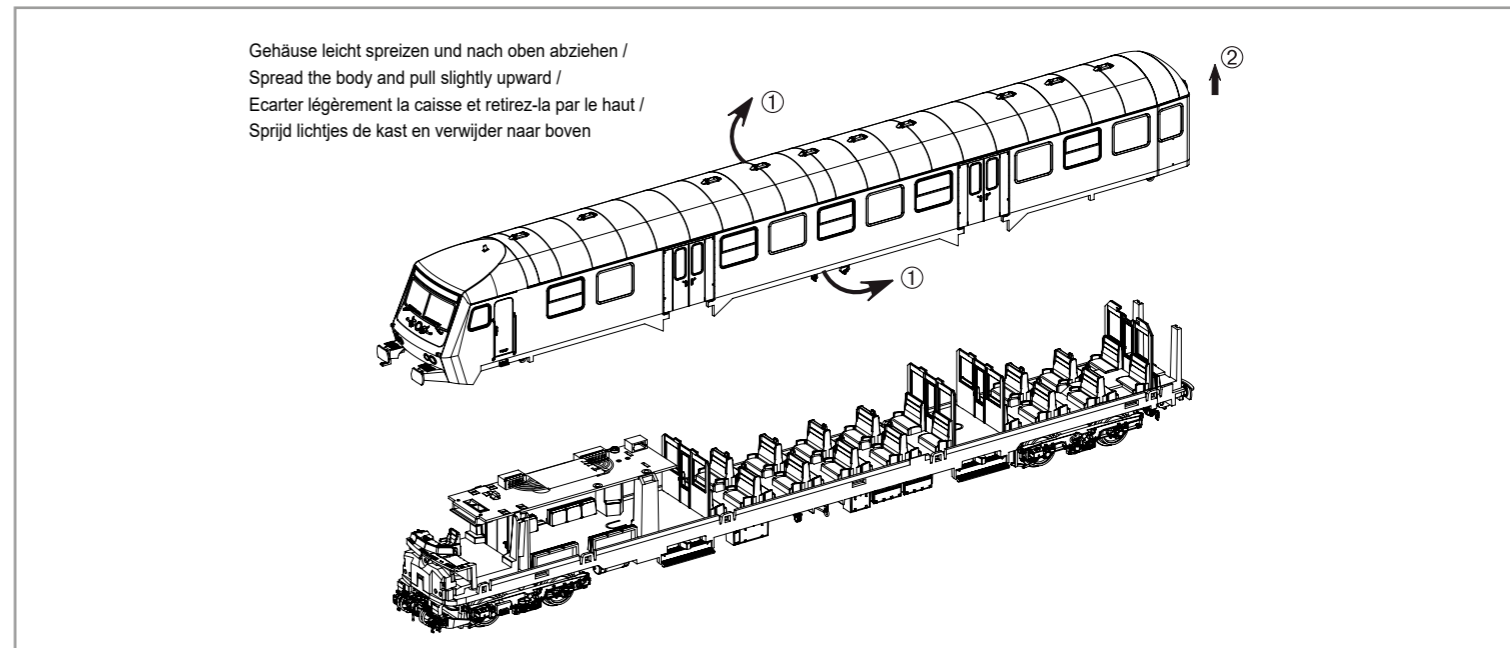 Gehäuse leicht spreizen und nach oben abziehen /
Spread the body and pull slightly upward /
Ecarter légèrement la caisse et retirez-la par le haut /
Sprijd lichtjes de kast en verwijder naar boven
①
②
①